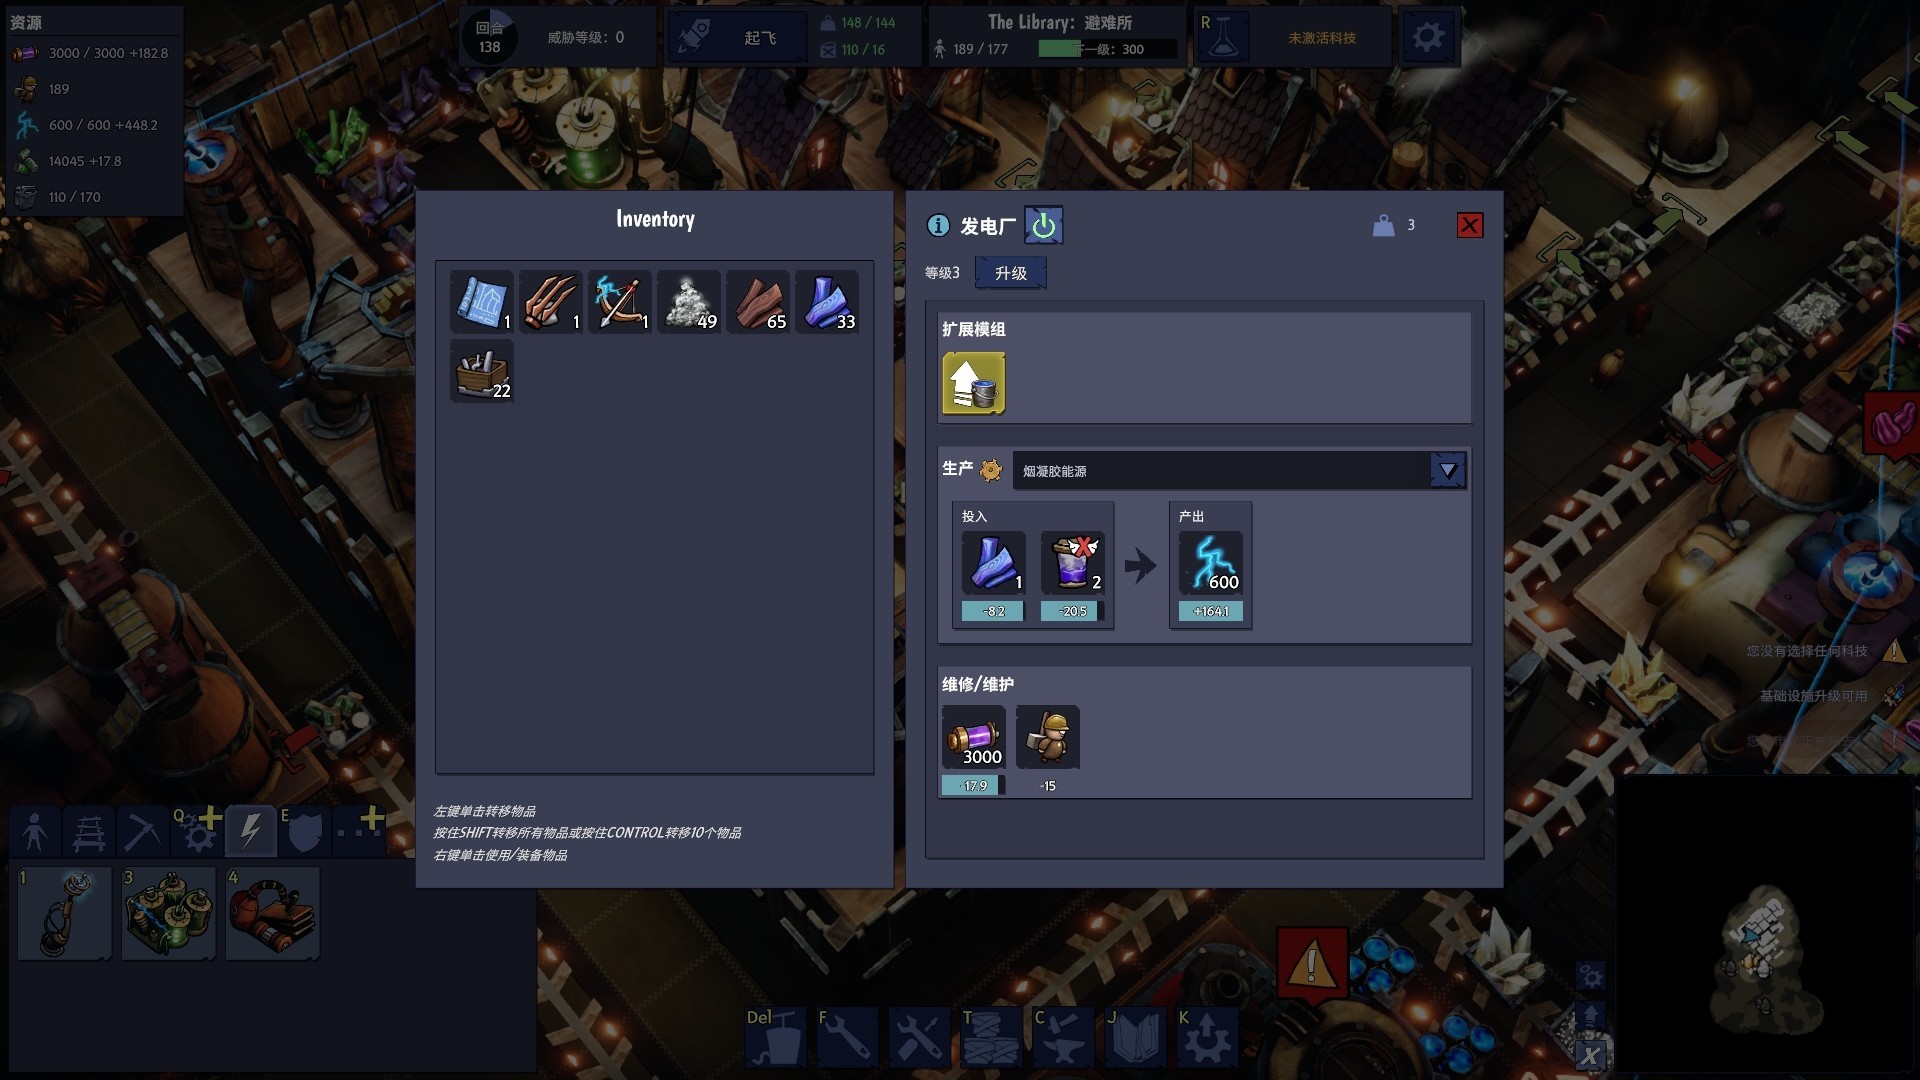 资源
3000 / 3000 +182.8
189
600 / 600 +448.2
14045 +17.8
110 / 170
回合
138
威胁等级：0
起飞
148 / 144
110 / 16
The Library：避难所
189 / 177
下一级：300
R
未激活科技
Inventory
1
1
1
49
65
33
22
左键单击转移物品
按住SHIFT转移所有物品或按住CONTROL转移10个物品
右键单击使用/装备物品
发电厂
3
等级3
升级
扩展模组
生产
烟凝胶能源
投入
产出
1
2
600
-8.2
-20.5
+164.1
维修/维护
3000
-17.9
-15
您没有选择任何科技
基础设施升级可用
Q
E
1
3
4
Del
F
T
C
J
K
X